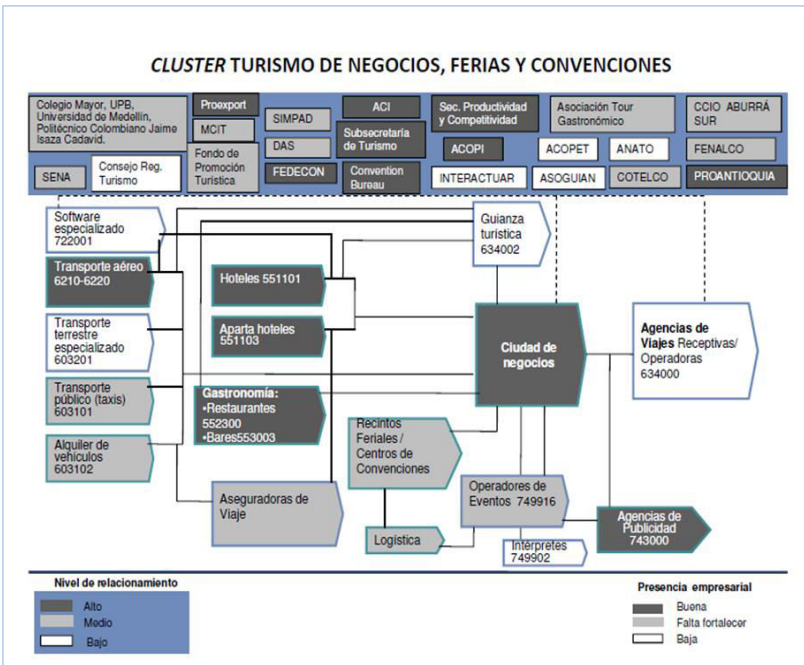 CLUSTER TURISMO DE NEGOCIOS, FERIAS Y CONVENCIONES
Colegio Mayor, UPB,
Universidad de Medellín,
Politécnico Colombiano Jaime
Isaza Cadavid.
SENA
Consejo Reg.
Turismo
Proexport
MCIT
Fondo de
Promoción
Turística
SIMPAD
DAS
FEDECON
ACI
Subsecretaría
de Turismo
Convention
Bureau
Sec. Productividad
y Competitividad
ACOPI
INTERACTUAR
Asociación Tour
Gastronómico
ACOPET
ANATO
ASOGUIAN
COTELCO
CCIO ABURRÁ
SUR
FENALCO
PROANTIOQUIA
Software
especializado
722001
Transporte aéreo
6210-6220
Transporte
terrestre
especializado
603201
Transporte
público (taxis)
603101
Alquiler de
vehículos
603102
Hoteles 551101
Aparta hoteles
551103
Gastronomía:
•Restaurantes
552300
•Bares553003
Aseguradoras de
Viaje
Guianza
turística
634002
Ciudad de
negocios
Agencias de
Viajes Receptivas/
Operadoras
634000
Recintos
Feriales /
Centros de
Convenciones
Logística
Operadores de
Eventos 749916
Intérpretes
749902
Agencias de
Publicidad
743000
Nivel de relacionamiento
Alto
Medio
Bajo
Presencia empresarial
Buena
Falta fortalecer
Baja